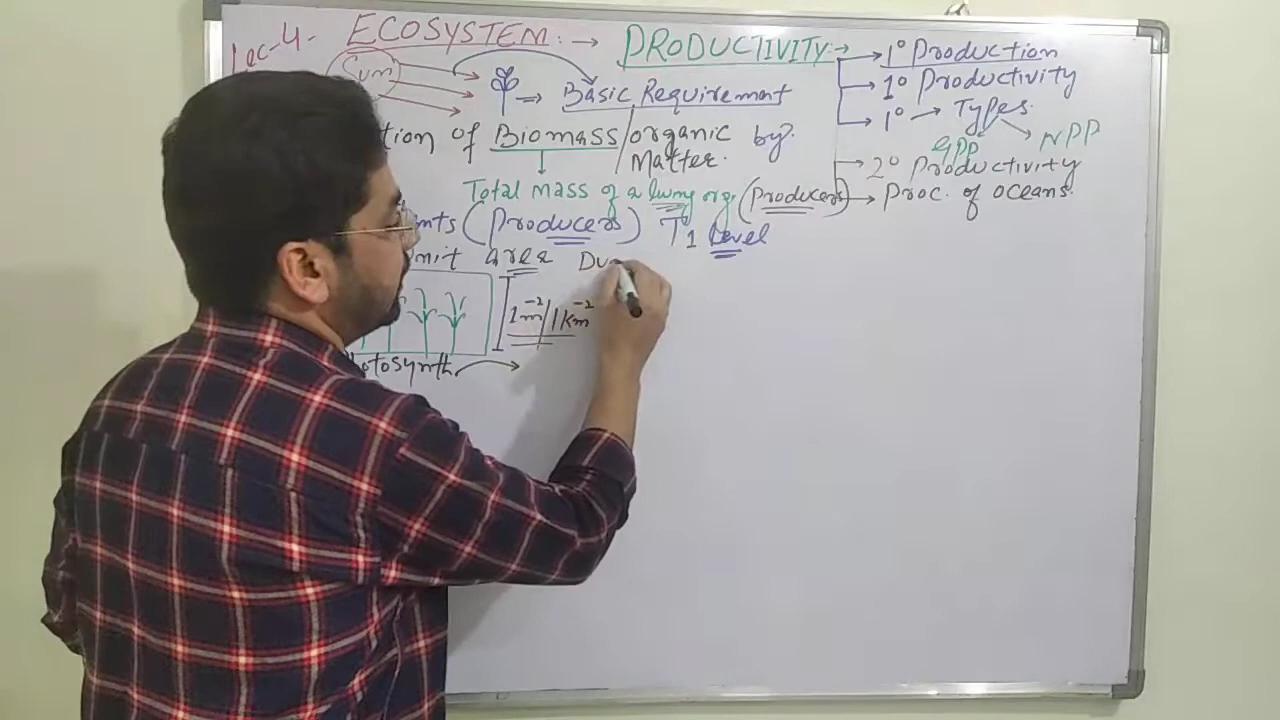 Lec-4- ECOSYSTEM:- → PRODUCTIVITY:→
Sun
⇒ Basic Requirement
tion of Biomass/organic Matter. by:
Total mass of a living org. (Producers)
nts (Producers) T1 level
unit area Du
1m⁻²/1km⁻²
hotosynth
→ 1° Production
→ 1° Productivity
→ 1° → Types.
GPP NPP
→ 2° Productivity
→ Proc. of oceans.